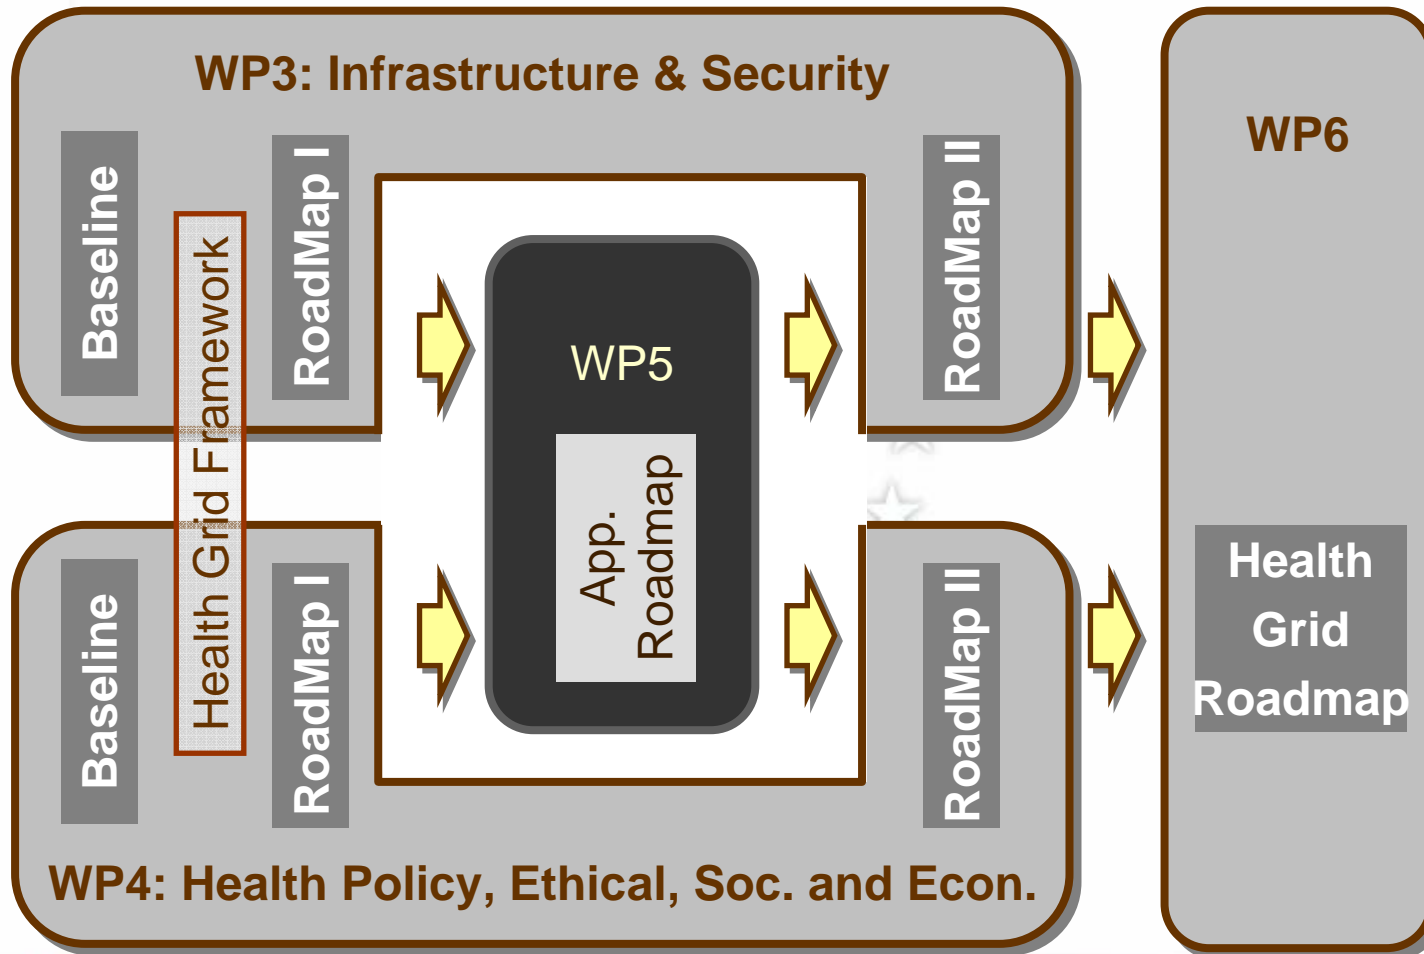 WP3: Infrastructure & Security
Baseline
Health Grid Framework
RoadMap I
WP5
App.
Roadmap
RoadMap II
Baseline
RoadMap I
RoadMap II
WP4: Health Policy, Ethical, Soc. and Econ.
WP6
Health
Grid
Roadmap